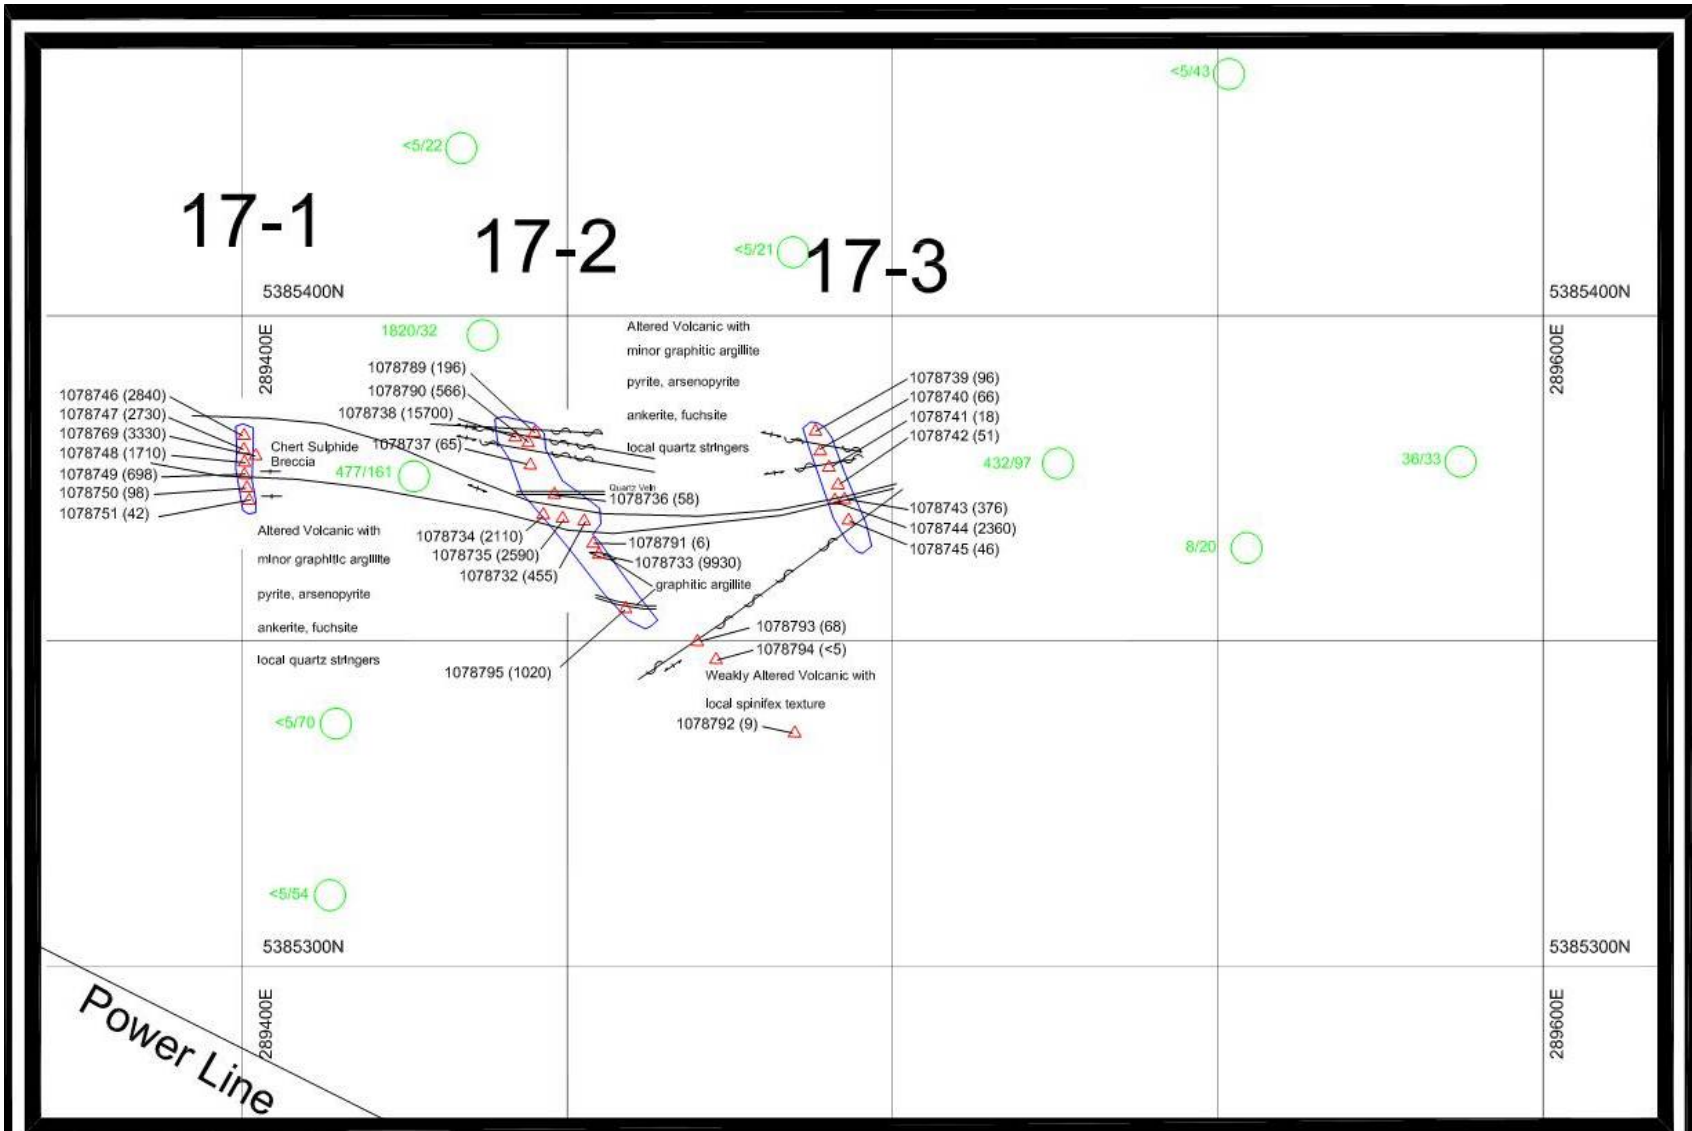 <5/43
<5/22
17-1
17-2
<5/21
17-3
5385400N
5385400N
289400E
289600E
1820/32
Altered Volcanic with
minor graphitic argillite
pyrite, arsenopyrite
ankerite, fuchsite
local quartz stringers
1078789 (196)
1078790 (566)
1078738 (15700)
1078737 (65)
1078746 (2840)
1078747 (2730)
1078769 (3330)
1078748 (1710)
1078749 (698)
1078750 (98)
1078751 (42)
Chert Sulphide
Breccia
477/161
1078739 (96)
1078740 (66)
1078741 (18)
1078742 (51)
432/97
36/33
Quartz Vein
1078736 (58)
1078743 (376)
1078744 (2360)
1078745 (46)
8/20
1078734 (2110)
1078735 (2590)
1078732 (455)
1078791 (6)
1078733 (9930)
graphitic argillite
Altered Volcanic with
minor graphitic argillite
pyrite, arsenopyrite
ankerite, fuchsite
local quartz stringers
1078793 (68)
1078794 (<5)
1078795 (1020)
Weakly Altered Volcanic with
local spinifex texture
1078792 (9)
<5/70
<5/54
5385300N
5385300N
289400E
289600E
Power Line